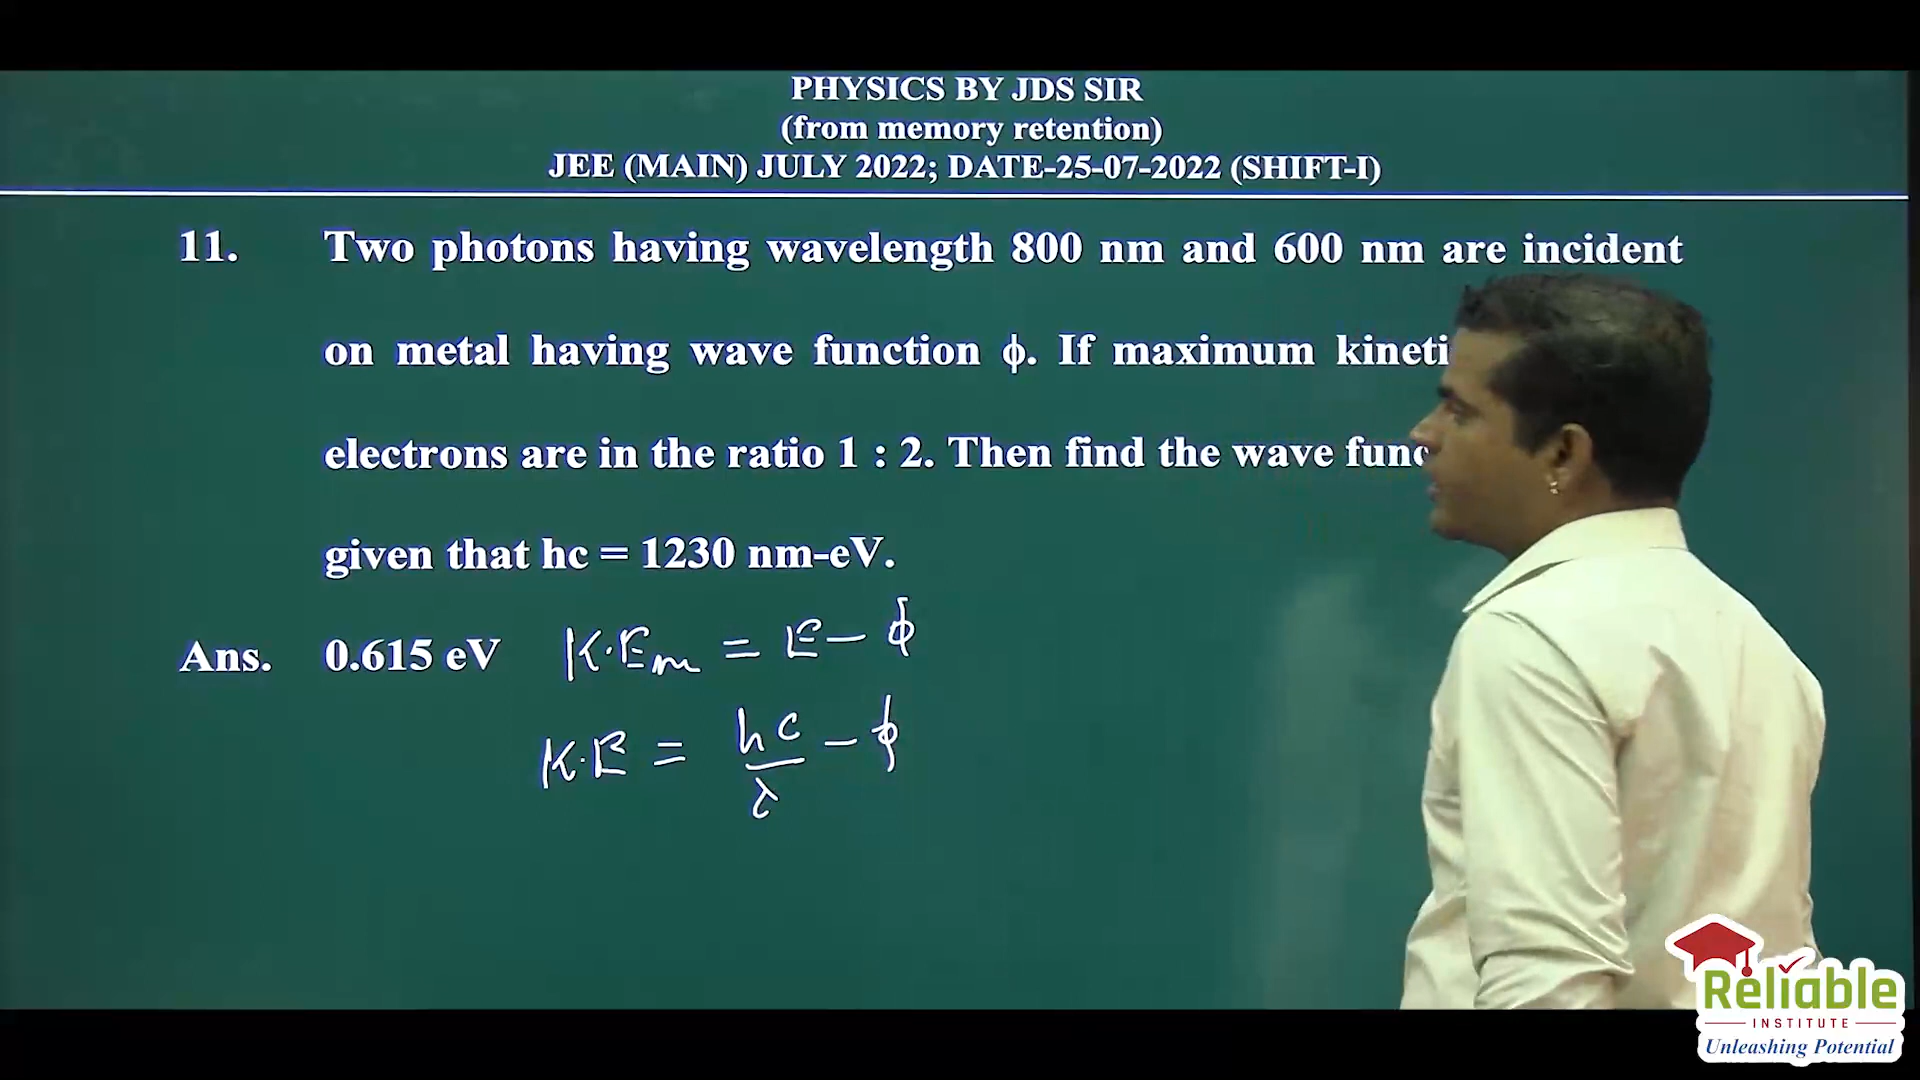 PHYSICS BY JDS SIR
(from memory retention)
JEE (MAIN) JULY 2022; DATE-25-07-2022 (SHIFT-I)
11. Two photons having wavelength 800 nm and 600 nm are incident
on metal having wave function ϕ. If maximum kineti
electrons are in the ratio 1 : 2. Then find the wave func
given that hc = 1230 nm-eV.
Ans. 0.615 eV K.Em = E – ϕ
K.E = hc/λ – ϕ
Reliable
INSTITUTE
Unleashing Potential